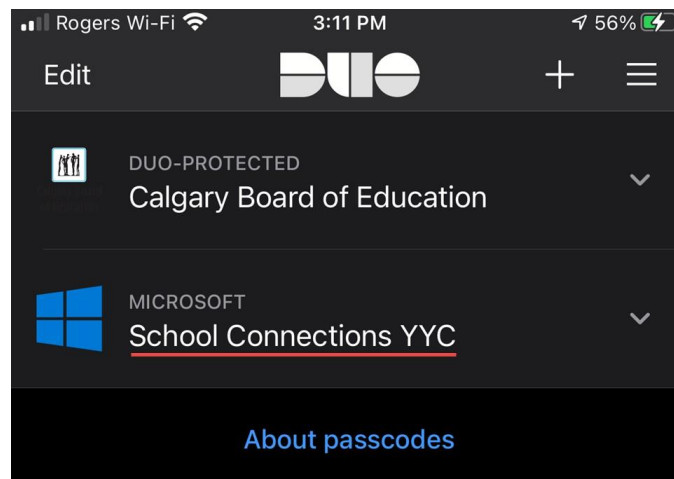 Rogers Wi-Fi 3:11 PM 56%
Edit DUO +
DUO-PROTECTED
Calgary Board of Education
MICROSOFT
School Connections YYC
About passcodes